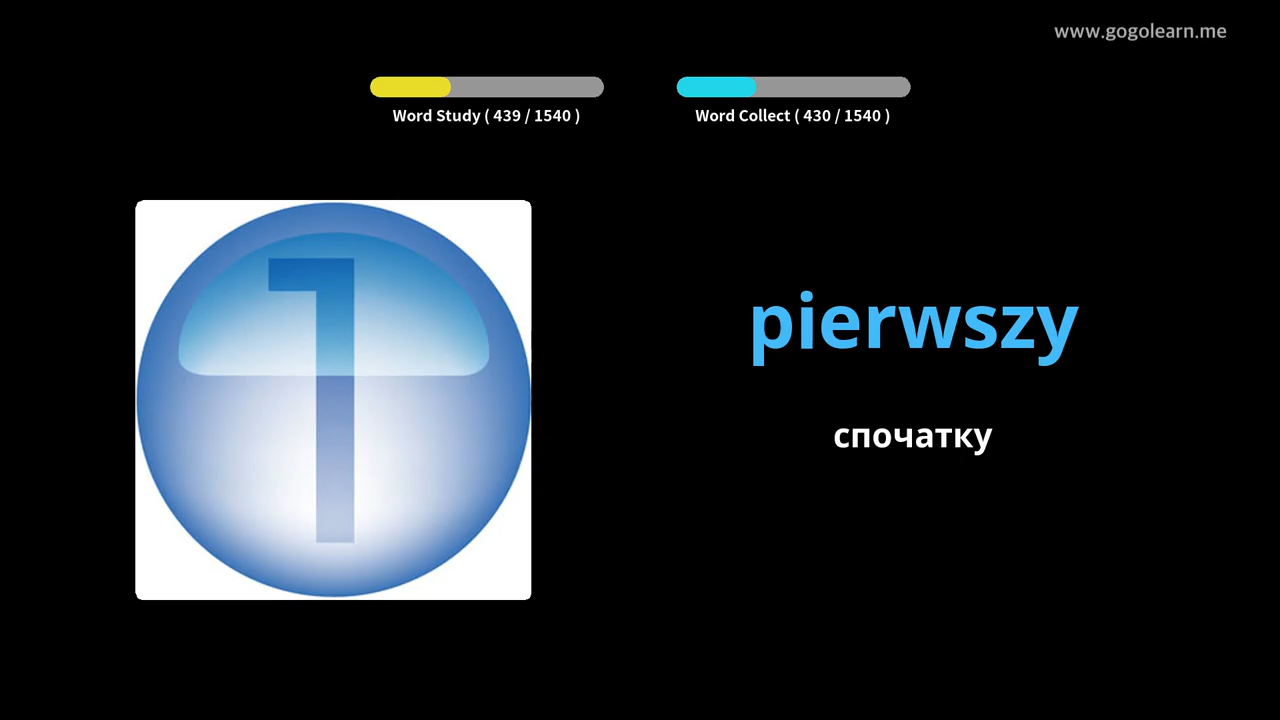 www.gogolearn.me
Word Study ( 439 / 1540 )
Word Collect ( 430 / 1540 )
1
pierwszy
спочатку